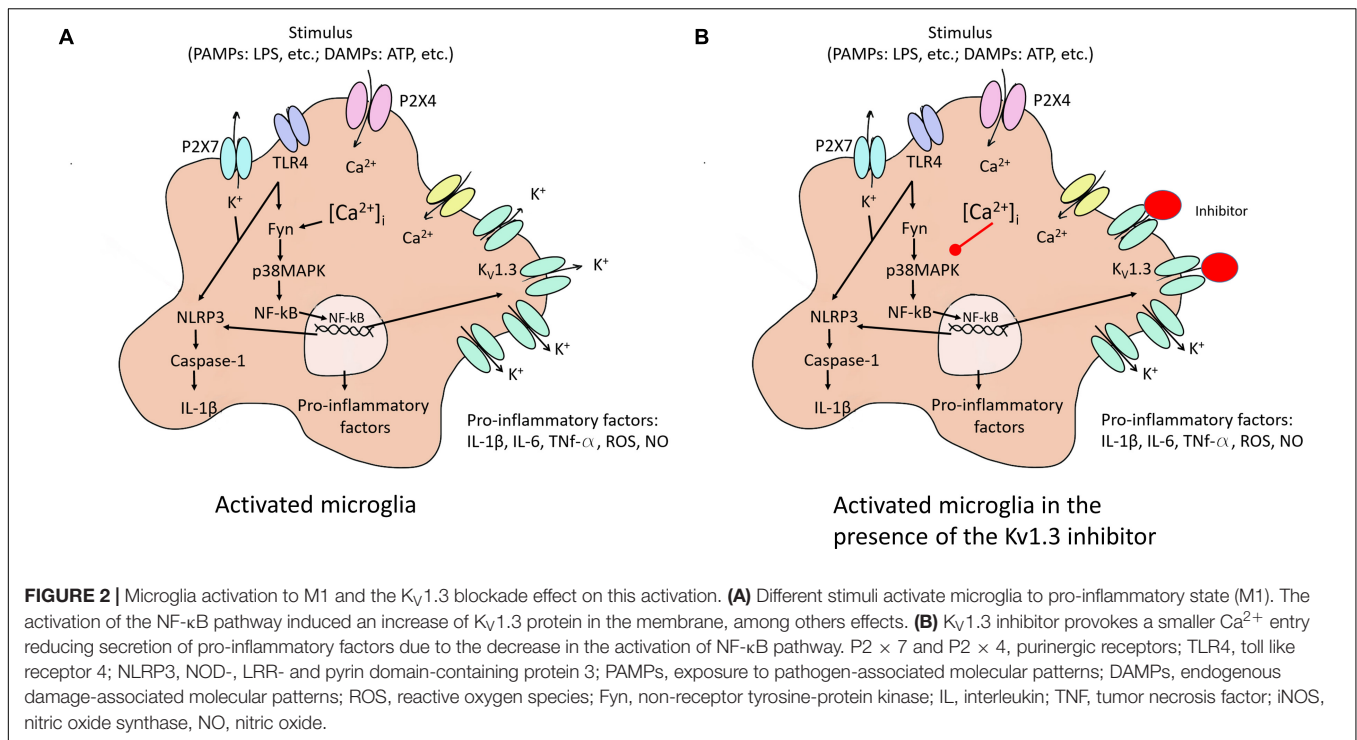 A
Stimulus
(PAMPs: LPS, etc.; DAMPs: ATP, etc.)
P2X4
P2X7
TLR4
Ca²⁺
K⁺
K⁺
[Ca²⁺]ᵢ
Fyn
Ca²⁺
p38MAPK
Kᵥ1.3
K⁺
NLRP3
NF-kB
NF-kB
Caspase-1
K⁺
K⁺
IL-1β
Pro-inflammatory
factors
Pro-inflammatory factors:
IL-1β, IL-6, TNf-α, ROS, NO
Activated microglia
B
Stimulus
(PAMPs: LPS, etc.; DAMPs: ATP, etc.)
P2X4
P2X7
TLR4
Ca²⁺
K⁺
Inhibitor
[Ca²⁺]ᵢ
Fyn
Ca²⁺
p38MAPK
Kᵥ1.3
NLRP3
NF-kB
NF-kB
Caspase-1
K⁺
K⁺
IL-1β
Pro-inflammatory
factors
Pro-inflammatory factors:
IL-1β, IL-6, TNf-α, ROS, NO
Activated microglia in the
presence of the Kv1.3 inhibitor
FIGURE 2 | Microglia activation to M1 and the Kᵥ1.3 blockade effect on this activation. (A) Different stimuli activate microglia to pro-inflammatory state (M1). The
activation of the NF-κB pathway induced an increase of Kᵥ1.3 protein in the membrane, among others effects. (B) Kᵥ1.3 inhibitor provokes a smaller Ca²⁺ entry
reducing secretion of pro-inflammatory factors due to the decrease in the activation of NF-κB pathway. P2 × 7 and P2 × 4, purinergic receptors; TLR4, toll like
receptor 4; NLRP3, NOD-, LRR- and pyrin domain-containing protein 3; PAMPs, exposure to pathogen-associated molecular patterns; DAMPs, endogenous
damage-associated molecular patterns; ROS, reactive oxygen species; Fyn, non-receptor tyrosine-protein kinase; IL, interleukin; TNF, tumor necrosis factor; iNOS,
nitric oxide synthase, NO, nitric oxide.